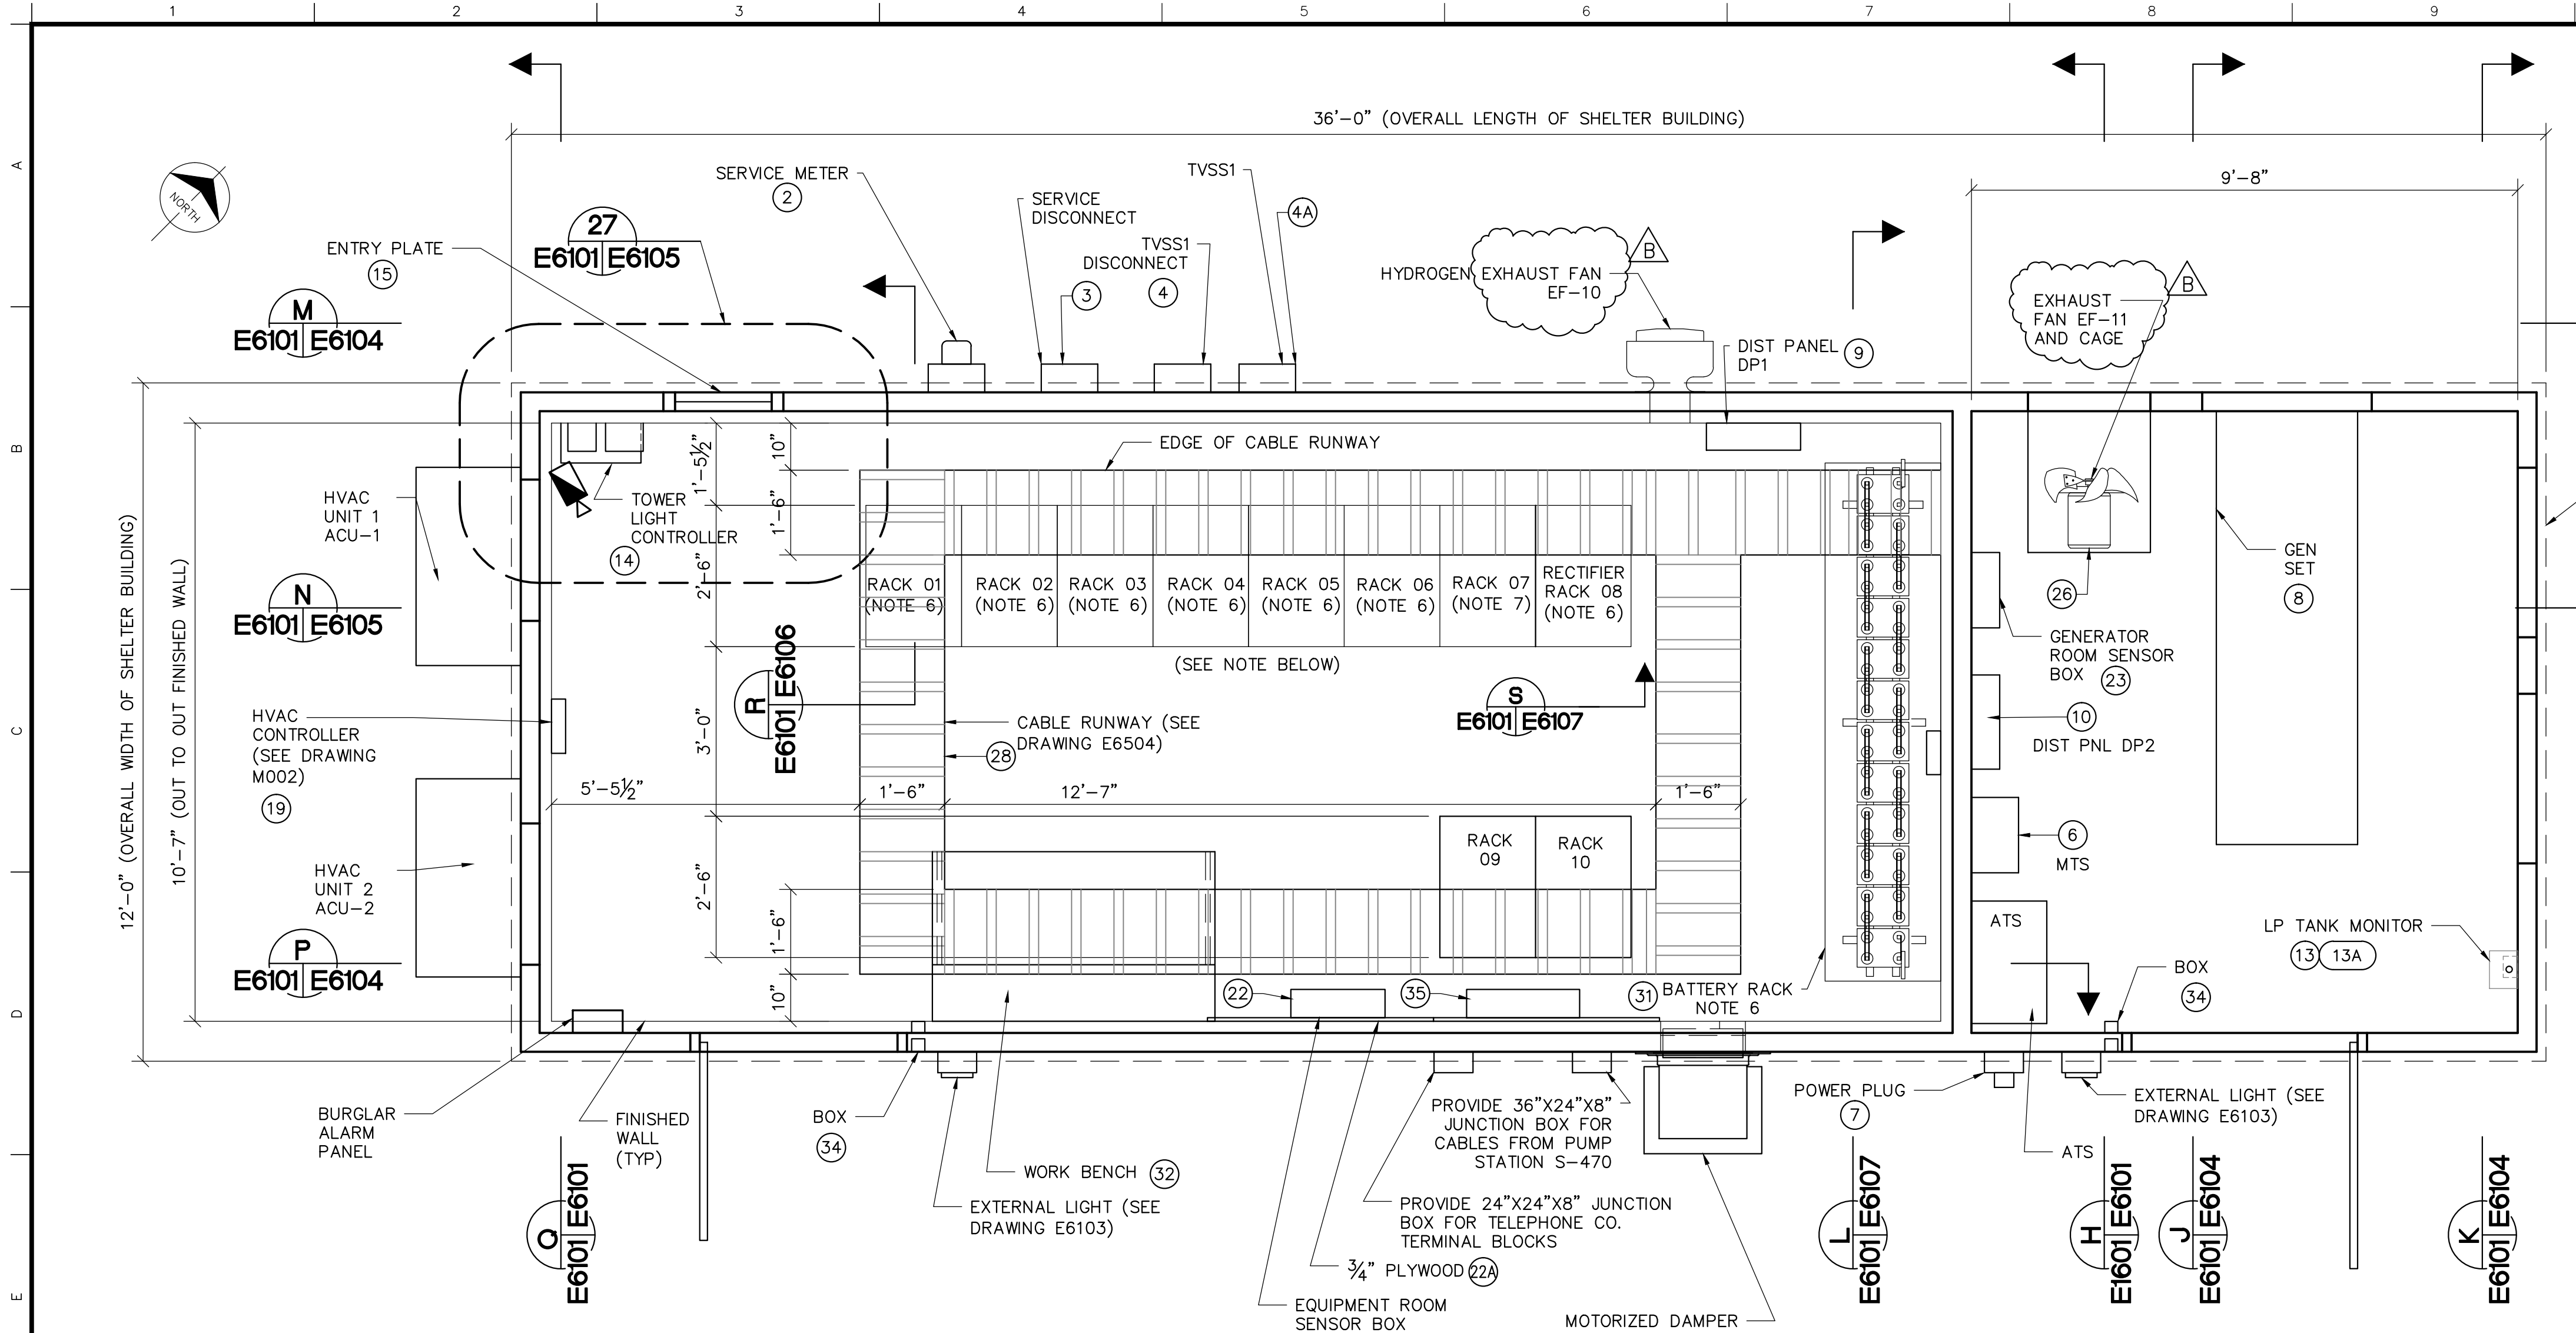 1 2 3 4 5 6 7 8 9
A
B
C
D
E
36'-0" (OVERALL LENGTH OF SHELTER BUILDING)
9'-8"
NORTH
SERVICE METER
2
SERVICE
DISCONNECT
3
TVSS1
4A
TVSS1
DISCONNECT
4
27
E6101 E6105
ENTRY PLATE
15
M
E6101 E6104
HYDROGEN EXHAUST FAN
EF-10
B
EXHAUST
FAN EF-11
AND CAGE
B
DIST PANEL
DP1
9
EDGE OF CABLE RUNWAY
12'-0" (OVERALL WIDTH OF SHELTER BUILDING)
10'-7" (OUT TO OUT FINISHED WALL)
HVAC
UNIT 1
ACU-1
TOWER
LIGHT
CONTROLLER
14
1'-5½"
10"
1'-6"
2'-6"
3'-0"
2'-6"
1'-6"
10"
N
E6101 E6105
RACK 01
(NOTE 6)
RACK 02
(NOTE 6)
RACK 03
(NOTE 6)
RACK 04
(NOTE 6)
RACK 05
(NOTE 6)
RACK 06
(NOTE 6)
RACK 07
(NOTE 7)
RECTIFIER
RACK 08
(NOTE 6)
(SEE NOTE BELOW)
R
E6101 E6106
S
E6101 E6107
GEN
SET
8
26
GENERATOR
ROOM SENSOR
BOX
23
10
DIST PNL DP2
6
MTS
HVAC
CONTROLLER
(SEE DRAWING
M002)
19
CABLE RUNWAY (SEE
DRAWING E6504)
28
5'-5½"
1'-6"
12'-7"
1'-6"
RACK
09
RACK
10
HVAC
UNIT 2
ACU-2
P
E6101 E6104
ATS
LP TANK MONITOR
13 13A
BOX
34
22
35
31
BATTERY RACK
NOTE 6
BURGLAR
ALARM
PANEL
FINISHED
WALL
(TYP)
BOX
34
WORK BENCH
32
EXTERNAL LIGHT (SEE
DRAWING E6103)
PROVIDE 36"X24"X8"
JUNCTION BOX FOR
CABLES FROM PUMP
STATION S-470
PROVIDE 24"X24"X8" JUNCTION
BOX FOR TELEPHONE CO.
TERMINAL BLOCKS
¾" PLYWOOD
22A
EQUIPMENT ROOM
SENSOR BOX
MOTORIZED DAMPER
POWER PLUG
7
ATS
EXTERNAL LIGHT (SEE
DRAWING E6103)
Q
E6101 E6101
L
E6101 E6107
H
E1601 E6101
J
E6101 E6104
K
E6101 E6104